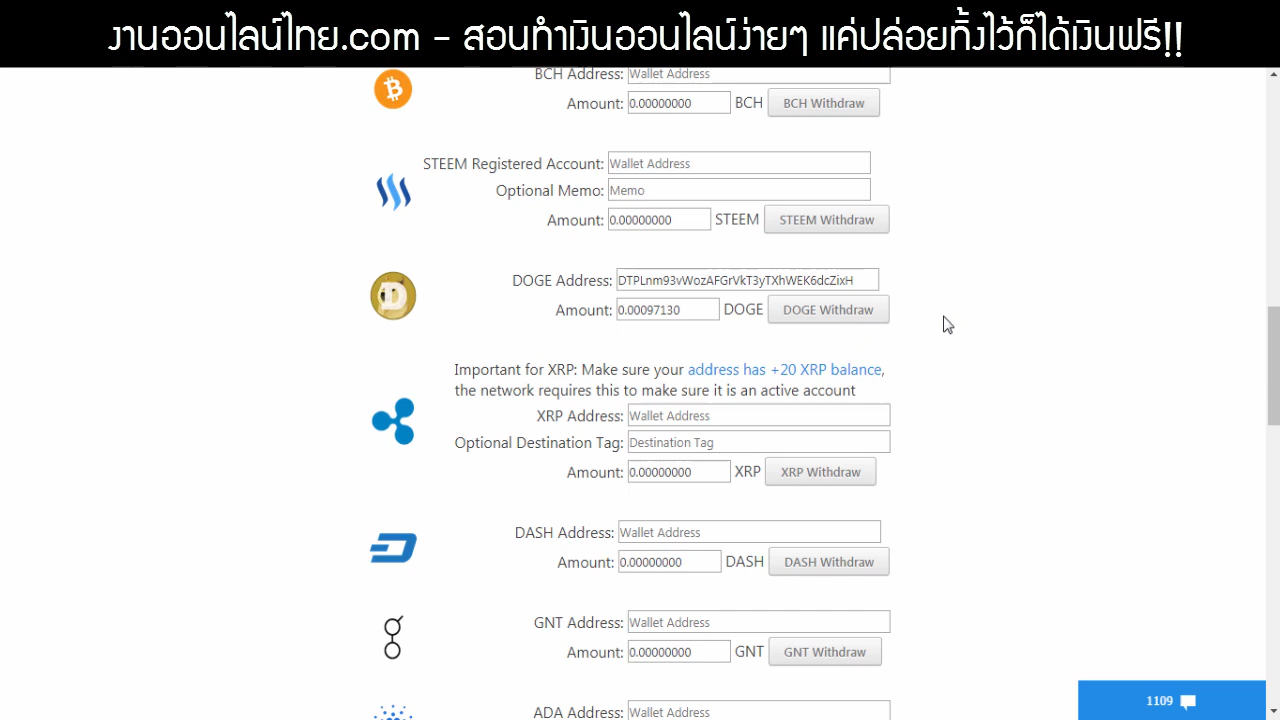 งานออนไลน์ไทย.com - สอนทำเงินออนไลน์ง่ายๆ แค่ปล่อยทิ้งไว้ก็ได้เงินฟรี!!
BCH Address: Wallet Address
Amount: 0.00000000 BCH BCH Withdraw
STEEM Registered Account: Wallet Address
Optional Memo: Memo
Amount: 0.00000000 STEEM STEEM Withdraw
DOGE Address: DTPLnm93vWozAFGrVkT3yTXhWEK6dcZixH
Amount: 0.00097130 DOGE DOGE Withdraw
Important for XRP: Make sure your address has +20 XRP balance,
the network requires this to make sure it is an active account
XRP Address: Wallet Address
Optional Destination Tag: Destination Tag
Amount: 0.00000000 XRP XRP Withdraw
DASH Address: Wallet Address
Amount: 0.00000000 DASH DASH Withdraw
GNT Address: Wallet Address
Amount: 0.00000000 GNT GNT Withdraw
ADA Address: Wallet Address
1109